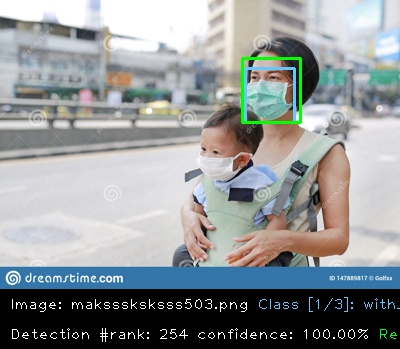 dreamstime.com
ID 147889817 © Golfxx
Image: maksssksksss503.png Class [1/3]: with_
Detection #rank: 254 confidence: 100.00% Re